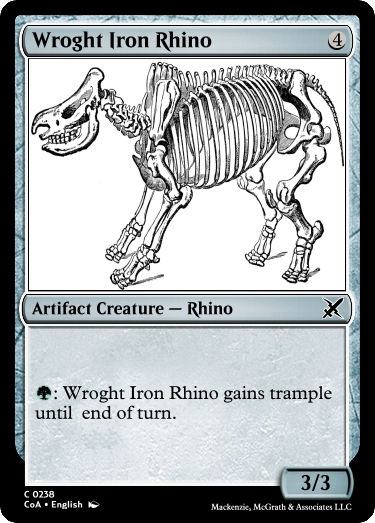 Wroght Iron Rhino 4
Artifact Creature — Rhino
: Wroght Iron Rhino gains trample
until end of turn.
3/3
C 0238
CoA • English Mackenzie, McGrath & Associates LLC